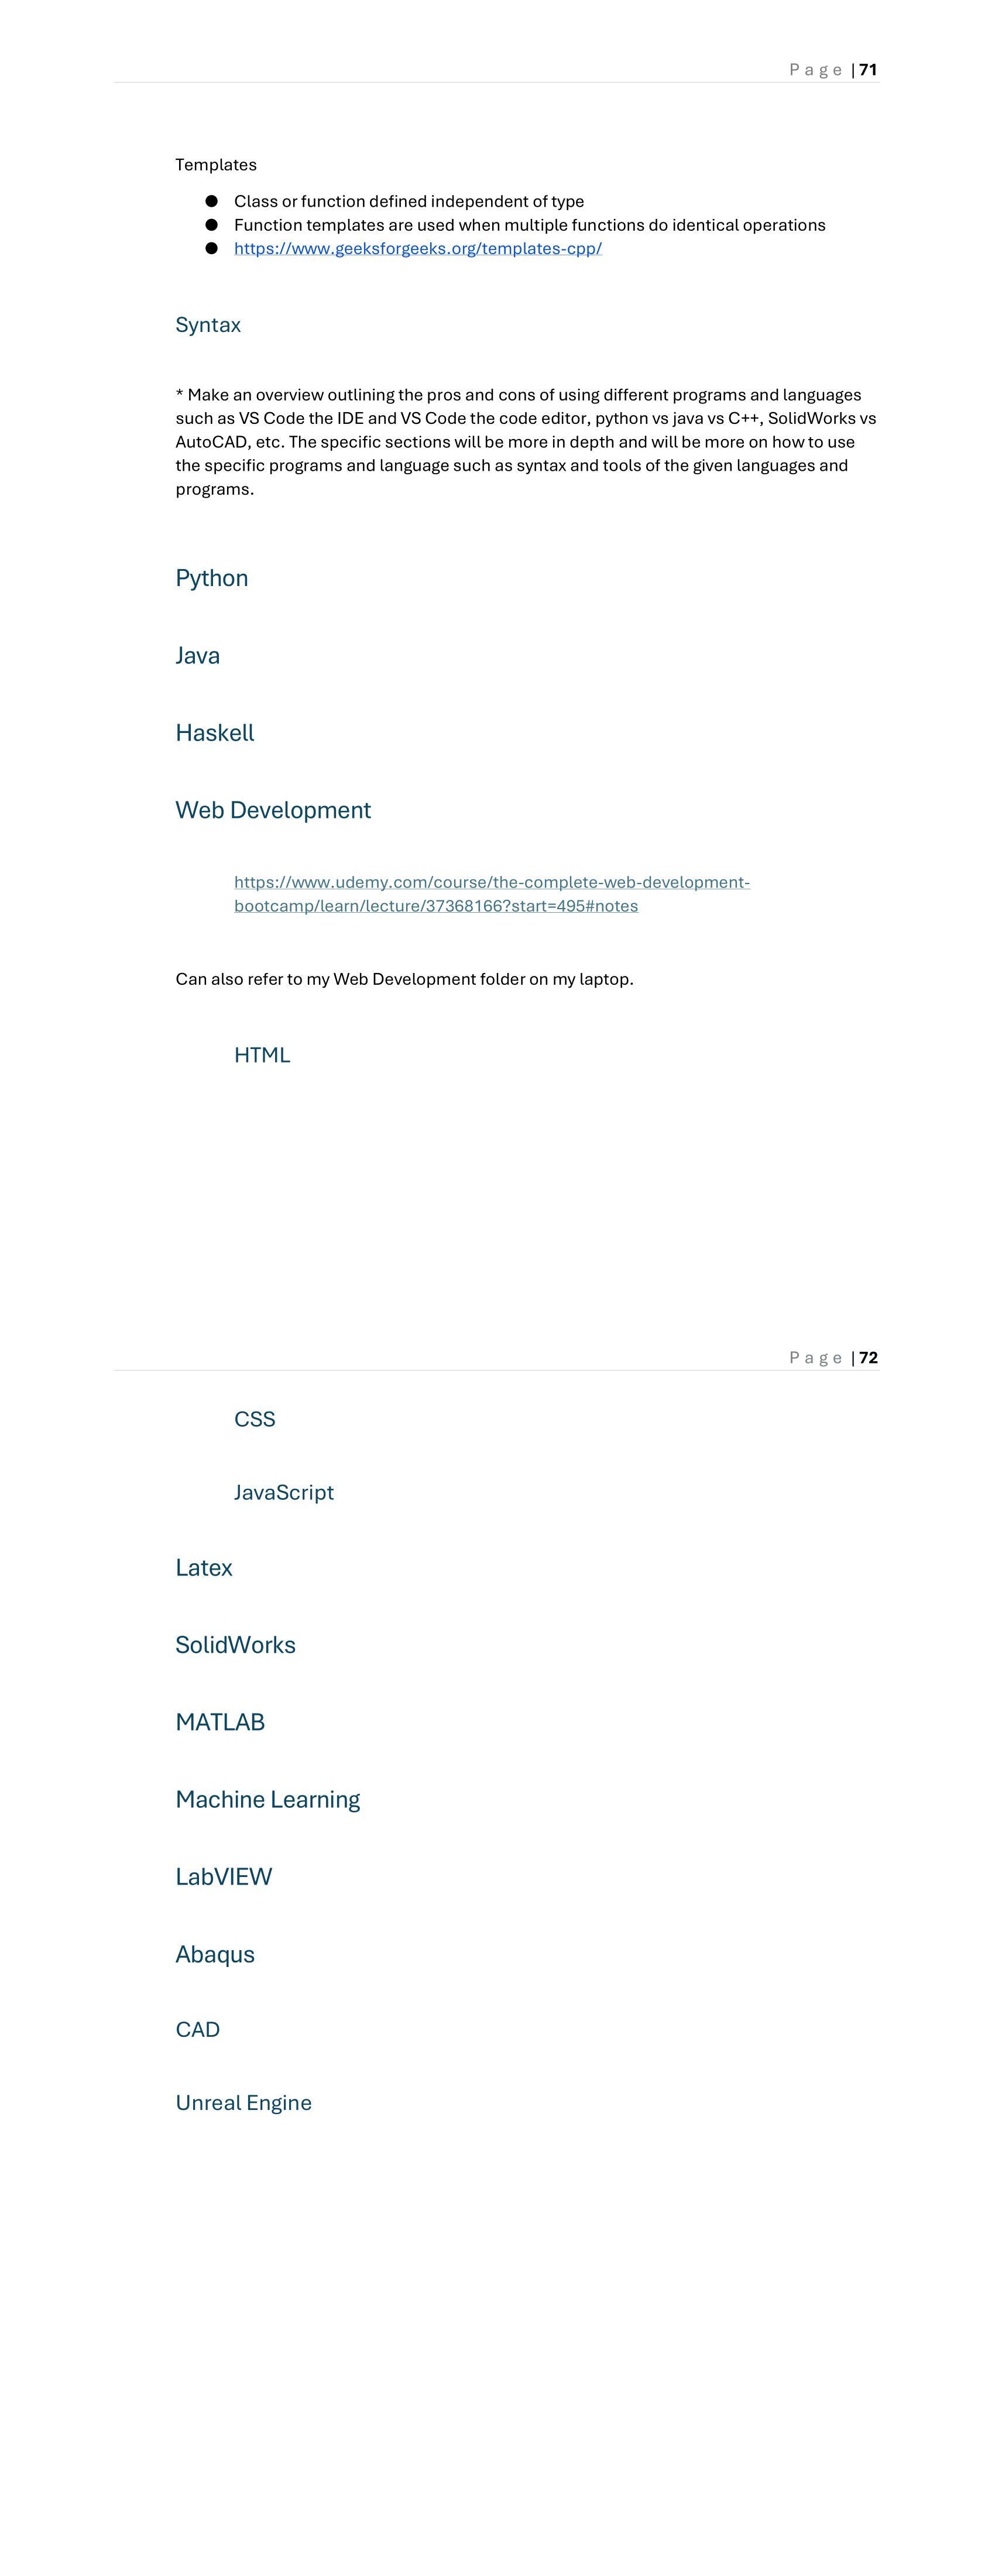 Page | 71
Templates
● Class or function defined independent of type
● Function templates are used when multiple functions do identical operations
● https://www.geeksforgeeks.org/templates-cpp/
Syntax
* Make an overview outlining the pros and cons of using different programs and languages
such as VS Code the IDE and VS Code the code editor, python vs java vs C++, SolidWorks vs
AutoCAD, etc. The specific sections will be more in depth and will be more on how to use
the specific programs and language such as syntax and tools of the given languages and
programs.
Python
Java
Haskell
Web Development
https://www.udemy.com/course/the-complete-web-development-
bootcamp/learn/lecture/37368166?start=495#notes
Can also refer to my Web Development folder on my laptop.
HTML
Page | 72
CSS
JavaScript
Latex
SolidWorks
MATLAB
Machine Learning
LabVIEW
Abaqus
CAD
Unreal Engine